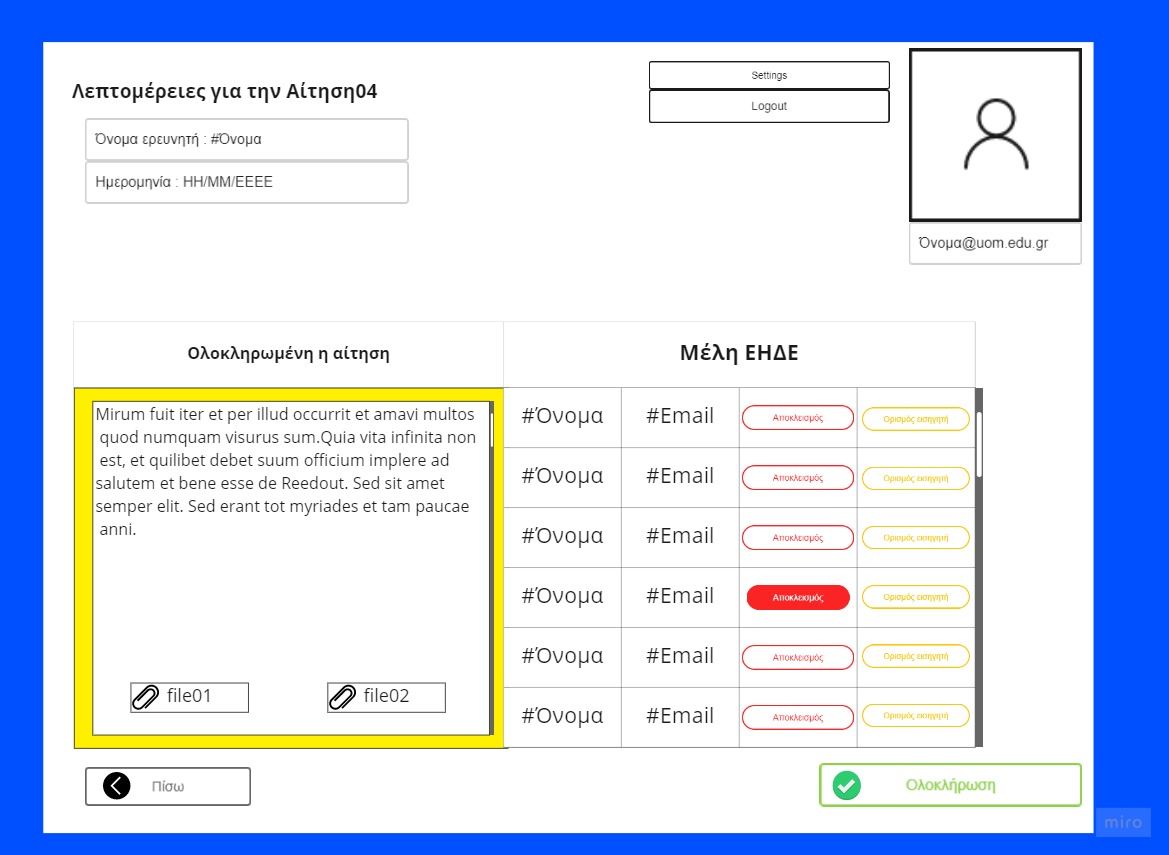 Λεπτομέρειες για την Αίτηση04
Settings
Logout
Όνομα ερευνητή : #Όνομα
Ημερομηνία : ΗΗ/ΜΜ/ΕΕΕΕ
Όνομα@uom.edu.gr
Ολοκληρωμένη η αίτηση
Μέλη ΕΗΔΕ
Mirum fuit iter et per illud occurrit et amavi multos
quod numquam visurus sum.Quia vita infinita non
est, et quilibet debet suum officium implere ad
salutem et bene esse de Reedout. Sed sit amet
semper elit. Sed erant tot myriades et tam paucae
anni.
file01
file02
#Όνομα #Email Αποκλεισμός Ορισμός εισηγητή
#Όνομα #Email Αποκλεισμός Ορισμός εισηγητή
#Όνομα #Email Αποκλεισμός Ορισμός εισηγητή
#Όνομα #Email Αποκλεισμός Ορισμός εισηγητή
#Όνομα #Email Αποκλεισμός Ορισμός εισηγητή
#Όνομα #Email Αποκλεισμός Ορισμός εισηγητή
Πίσω
Ολοκλήρωση
miro